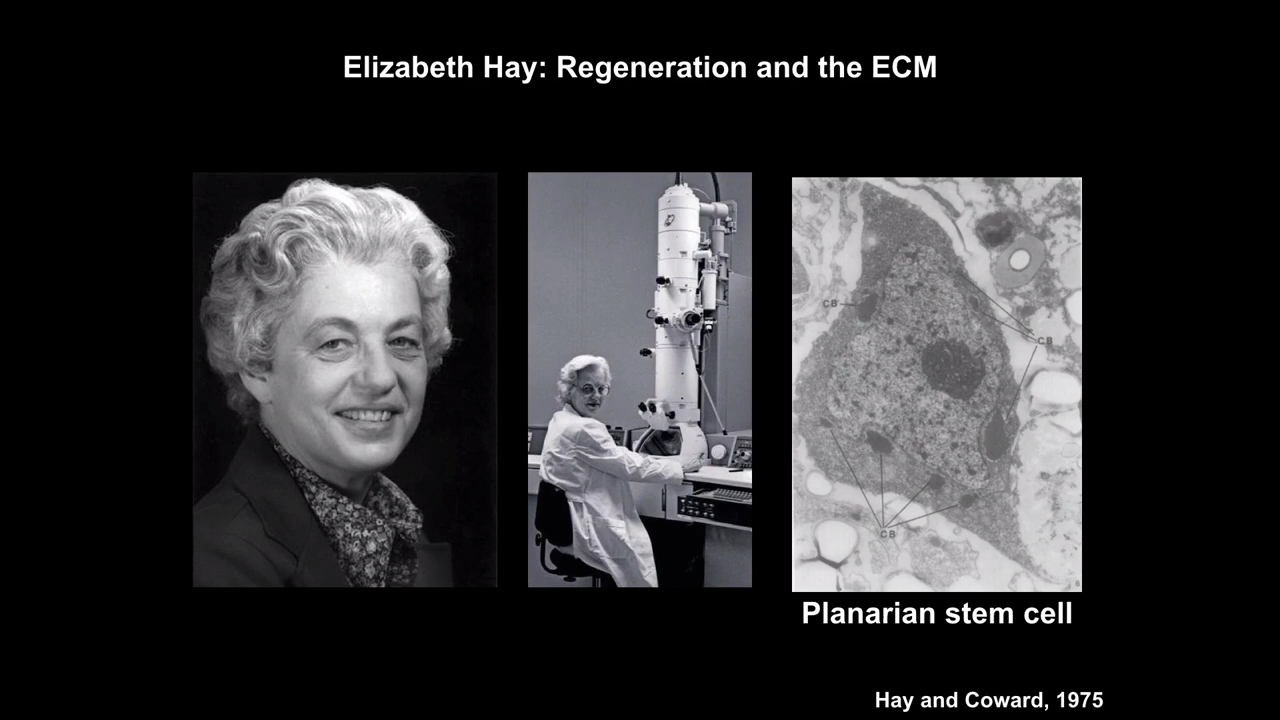 Elizabeth Hay: Regeneration and the ECM
CB
CB
CB
Planarian stem cell
Hay and Coward, 1975